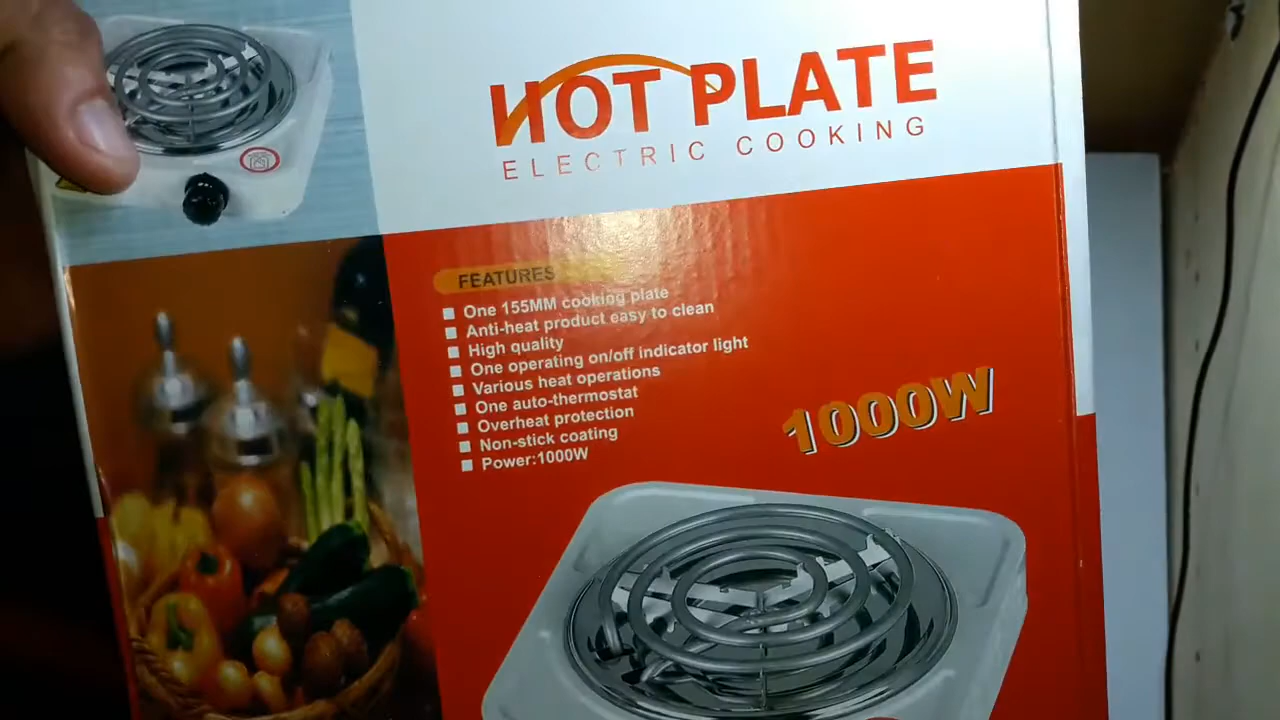 HOT PLATE
ELECTRIC COOKING
FEATURES
One 155MM cooking plate
Anti-heat product easy to clean
High quality
One operating on/off indicator light
Various heat operations
One auto-thermostat
Overheat protection
Non-stick coating
Power:1000W
1000W